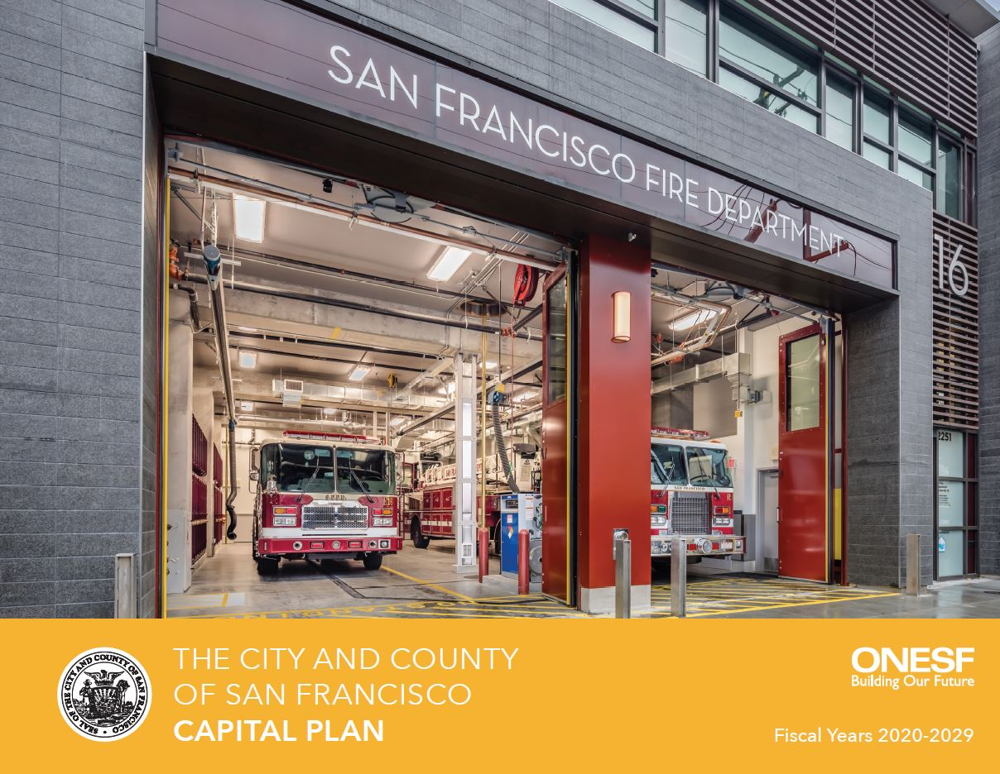 SAN FRANCISCO FIRE DEPARTMENT
16
2251
S.F.F.D.
SAN FRANCISCO
THE CITY AND COUNTY
OF SAN FRANCISCO
CAPITAL PLAN
SEAL OF THE CITY AND COUNTY OF SAN FRANCISCO
ONESF
Building Our Future
Fiscal Years 2020-2029